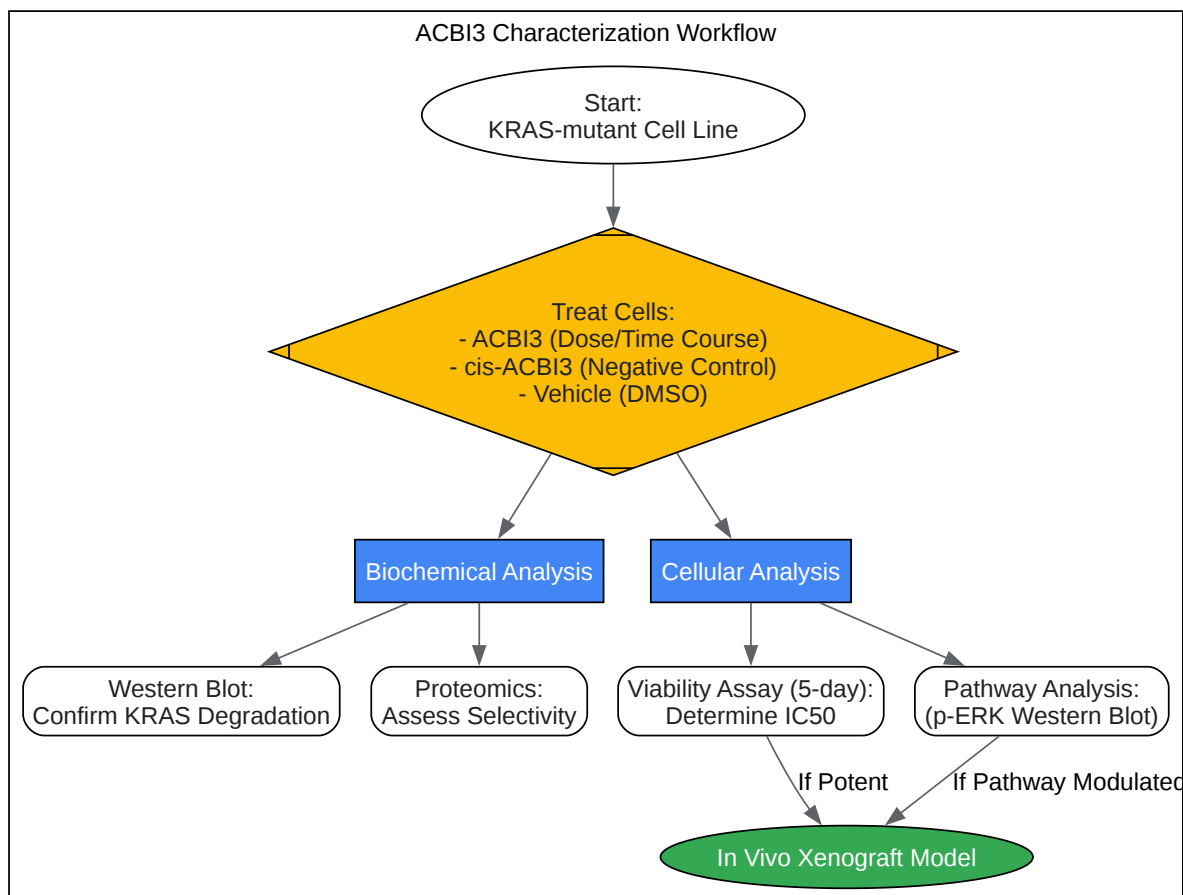 ACBI3 Characterization Workflow
Start:
KRAS-mutant Cell Line
Treat Cells:
- ACBI3 (Dose/Time Course)
- cis-ACBI3 (Negative Control)
- Vehicle (DMSO)
Biochemical Analysis
Cellular Analysis
Western Blot:
Confirm KRAS Degradation
Proteomics:
Assess Selectivity
Viability Assay (5-day):
Determine IC50
Pathway Analysis:
(p-ERK Western Blot)
If Potent
If Pathway Modulated
In Vivo Xenograft Model